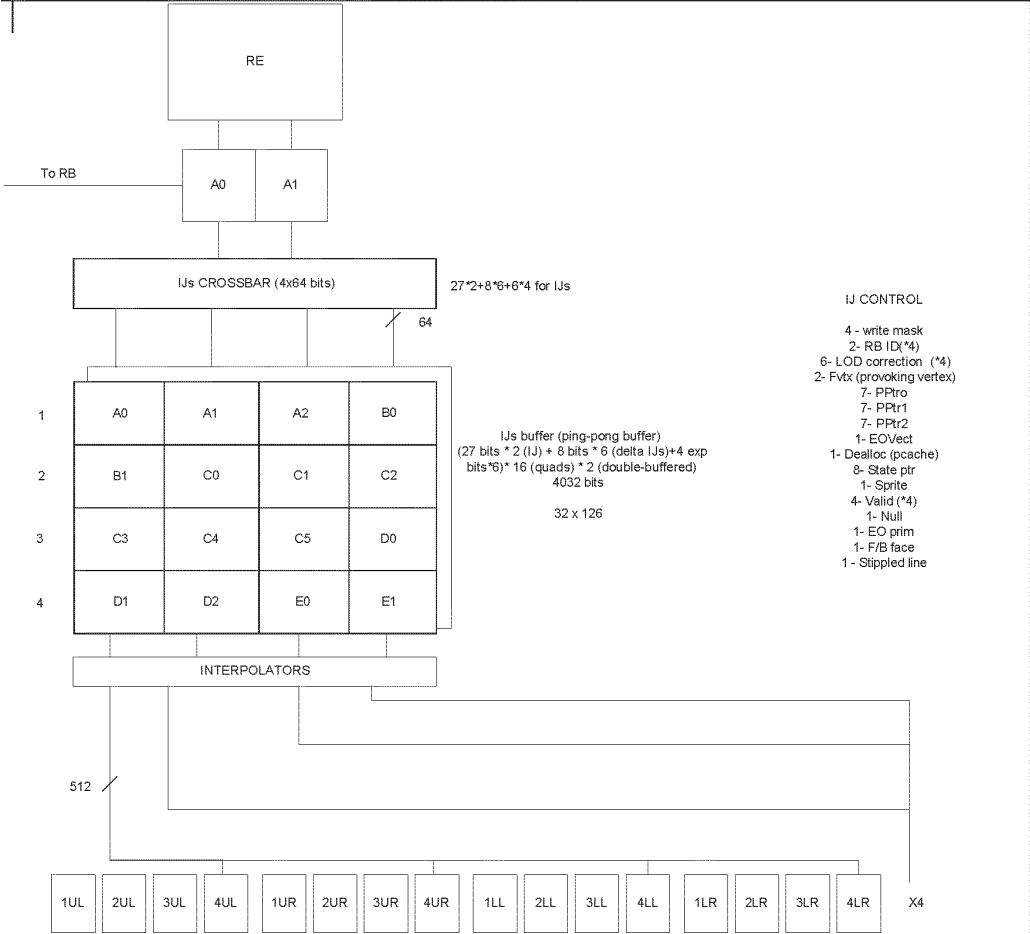 RE
To RB
A0 A1
IJs CROSSBAR (4x64 bits)
27*2+8*6+6*4 for IJs
64
1 A0 A1 A2 B0
2 B1 C0 C1 C2
3 C3 C4 C5 D0
4 D1 D2 E0 E1
IJs buffer (ping-pong buffer)
(27 bits * 2 (IJ) + 8 bits * 6 (delta IJs)+4 exp
bits*6)* 16 (quads) * 2 (double-buffered)
4032 bits
32 x 126
IJ CONTROL
4 - write mask
2- RB ID(*4)
6- LOD correction (*4)
2- Fvtx (provoking vertex)
7- PPtro
7- PPtr1
7- PPtr2
1- EOVect
1- Dealloc (pcache)
8- State ptr
1- Sprite
4- Valid (*4)
1- Null
1- EO prim
1- F/B face
1 - Stippled line
INTERPOLATORS
512
1UL 2UL 3UL 4UL 1UR 2UR 3UR 4UR 1LL 2LL 3LL 4LL 1LR 2LR 3LR 4LR X4